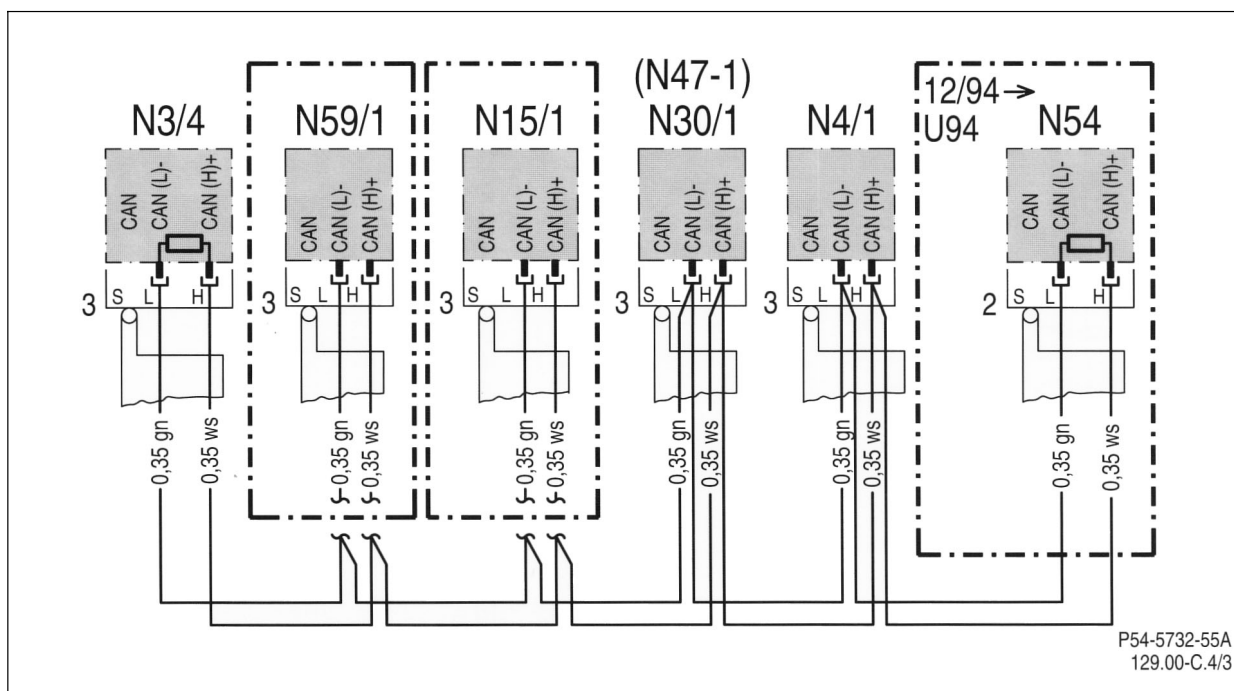 (N47-1)
12/94→
U94
N3/4
N59/1
N15/1
N30/1
N4/1
N54
CAN
CAN (L)-
CAN (H)+
CAN
CAN (L)-
CAN (H)+
CAN
CAN (L)-
CAN (H)+
CAN
CAN (L)-
CAN (H)+
CAN
CAN (L)-
CAN (H)+
CAN
CAN (L)-
CAN (H)+
3 S L H
3 S L H
3 S L H
3 S L H
3 S L H
2 S L H
0,35 gn
0,35 ws
0,35 gn
0,35 ws
0,35 gn
0,35 ws
0,35 gn
0,35 ws
0,35 gn
0,35 ws
0,35 gn
0,35 ws
P54-5732-55A
129.00-C.4/3